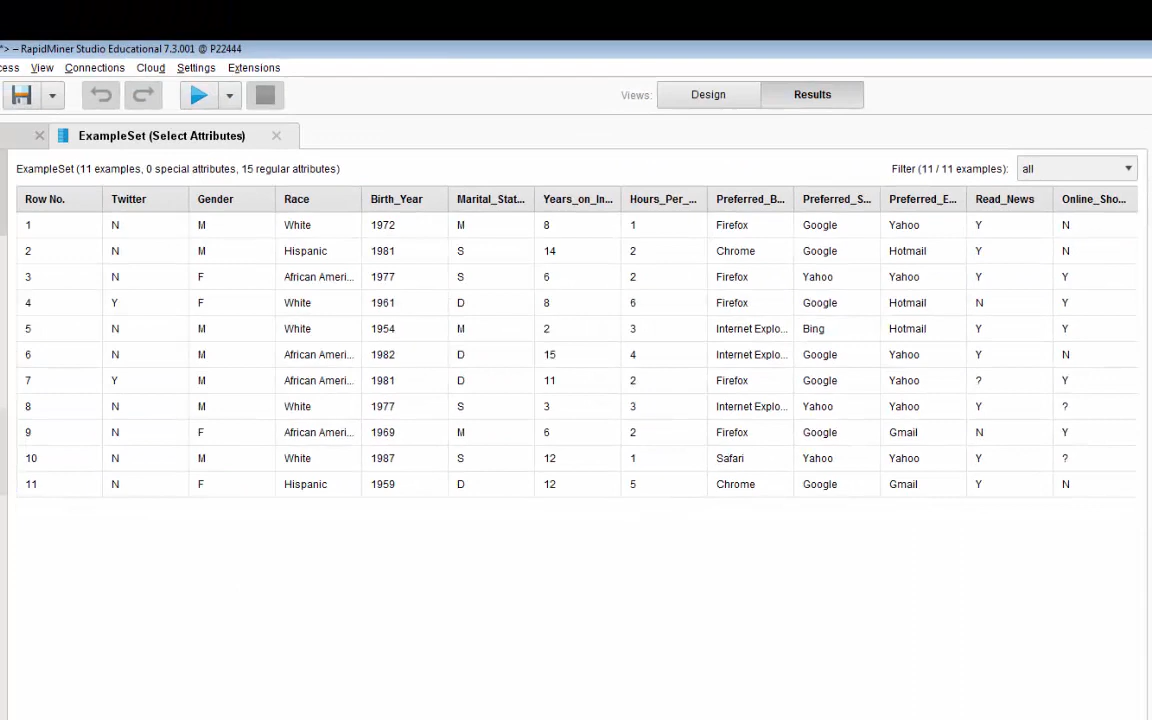 *> – RapidMiner Studio Educational 7.3.001 @ P22444
cess View Connections Cloud Settings Extensions
Views: Design Results
ExampleSet (Select Attributes)
ExampleSet (11 examples, 0 special attributes, 15 regular attributes) Filter (11 / 11 examples): all
Row No. Twitter Gender Race Birth_Year Marital_Stat... Years_on_In... Hours_Per_... Preferred_B... Preferred_S... Preferred_E... Read_News Online_Sho...
1 N M White 1972 M 8 1 Firefox Google Yahoo Y N
2 N M Hispanic 1981 S 14 2 Chrome Google Hotmail Y N
3 N F African Ameri... 1977 S 6 2 Firefox Yahoo Yahoo Y Y
4 Y F White 1961 D 8 6 Firefox Google Hotmail N Y
5 N M White 1954 M 2 3 Internet Explo... Bing Hotmail Y Y
6 N M African Ameri... 1982 D 15 4 Internet Explo... Google Yahoo Y N
7 Y M African Ameri... 1981 D 11 2 Firefox Google Yahoo ? Y
8 N M White 1977 S 3 3 Internet Explo... Yahoo Yahoo Y ?
9 N F African Ameri... 1969 M 6 2 Firefox Google Gmail N Y
10 N M White 1987 S 12 1 Safari Yahoo Yahoo Y ?
11 N F Hispanic 1959 D 12 5 Chrome Google Gmail Y N